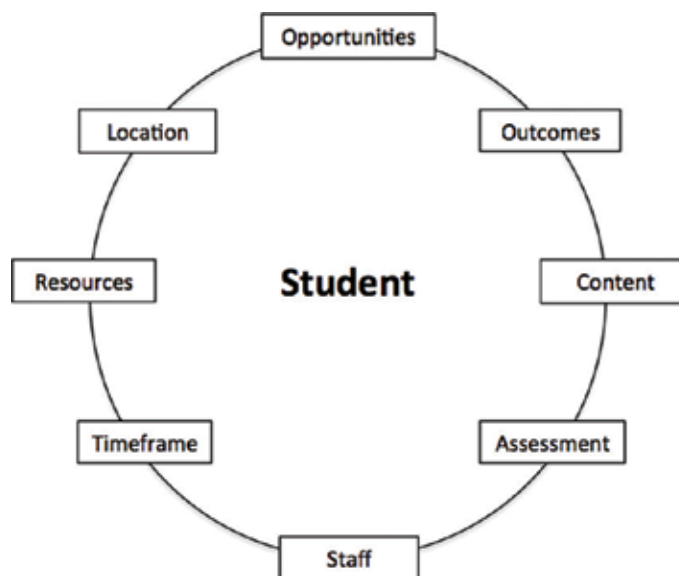 Opportunities
Location
Outcomes
Resources
Student
Content
Timeframe
Assessment
Staff